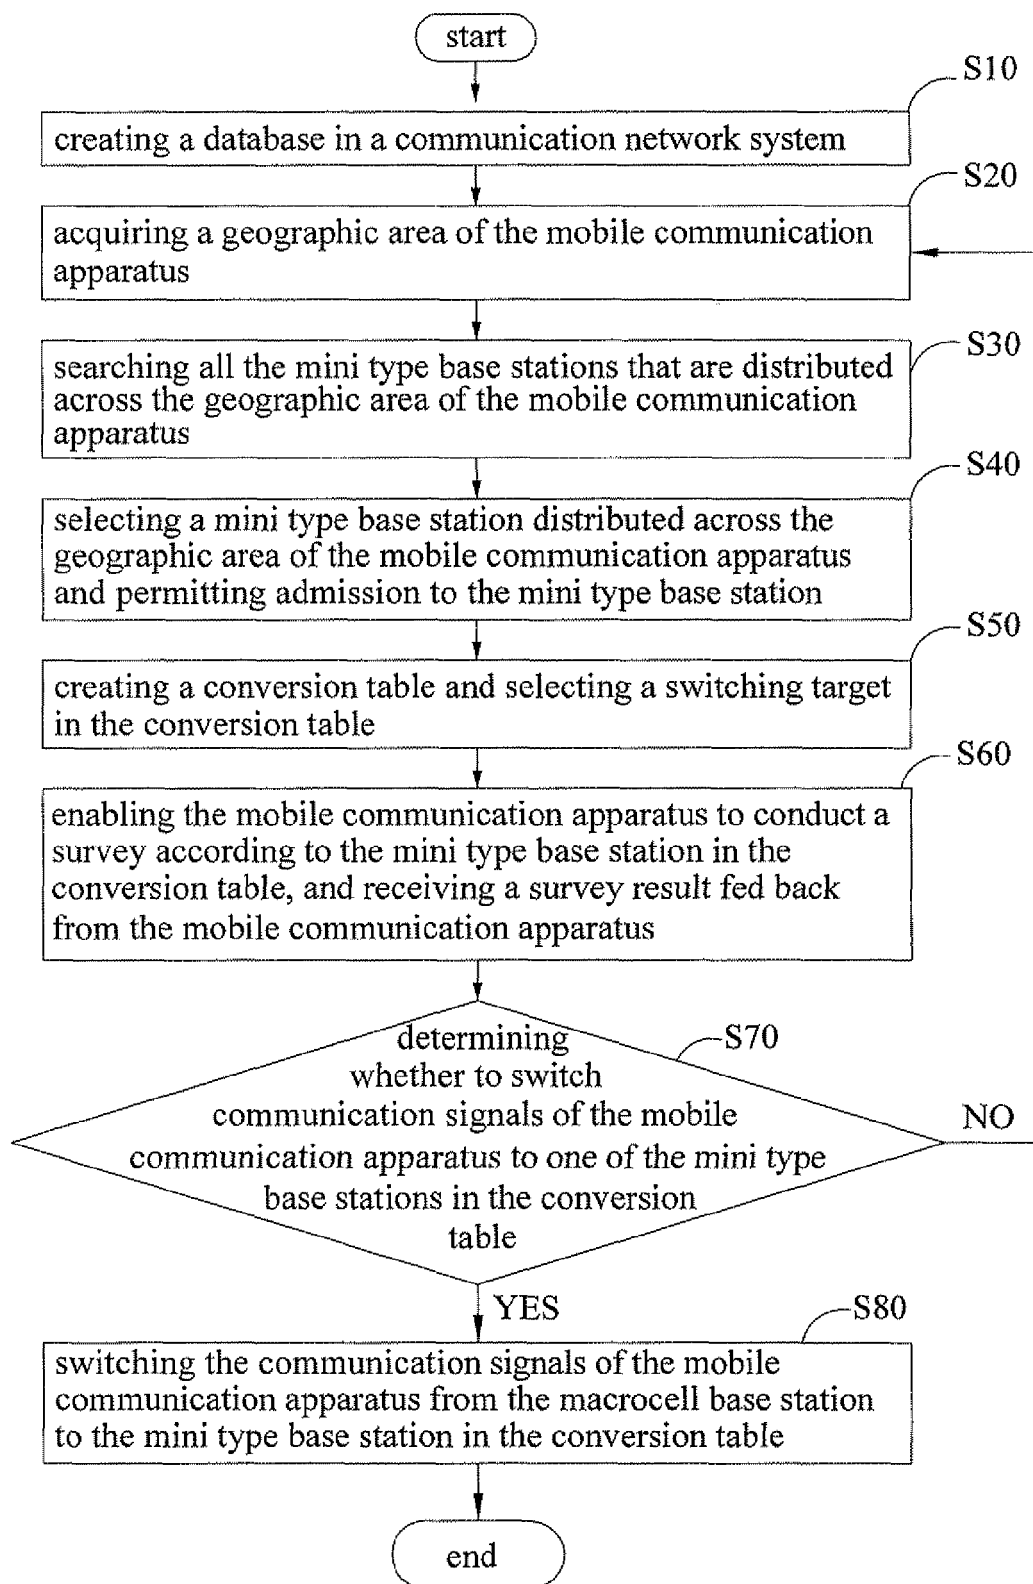 start
S10
creating a database in a communication network system
S20
acquiring a geographic area of the mobile communication
apparatus
S30
searching all the mini type base stations that are distributed
across the geographic area of the mobile communication
apparatus
S40
selecting a mini type base station distributed across the
geographic area of the mobile communication apparatus
and permitting admission to the mini type base station
S50
creating a conversion table and selecting a switching target
in the conversion table
S60
enabling the mobile communication apparatus to conduct a
survey according to the mini type base station in the
conversion table, and receiving a survey result fed back
from the mobile communication apparatus
S70
determining
whether to switch
communication signals of the mobile
communication apparatus to one of the mini type
base stations in the conversion
table
NO
YES
S80
switching the communication signals of the mobile
communication apparatus from the macrocell base station
to the mini type base station in the conversion table
end